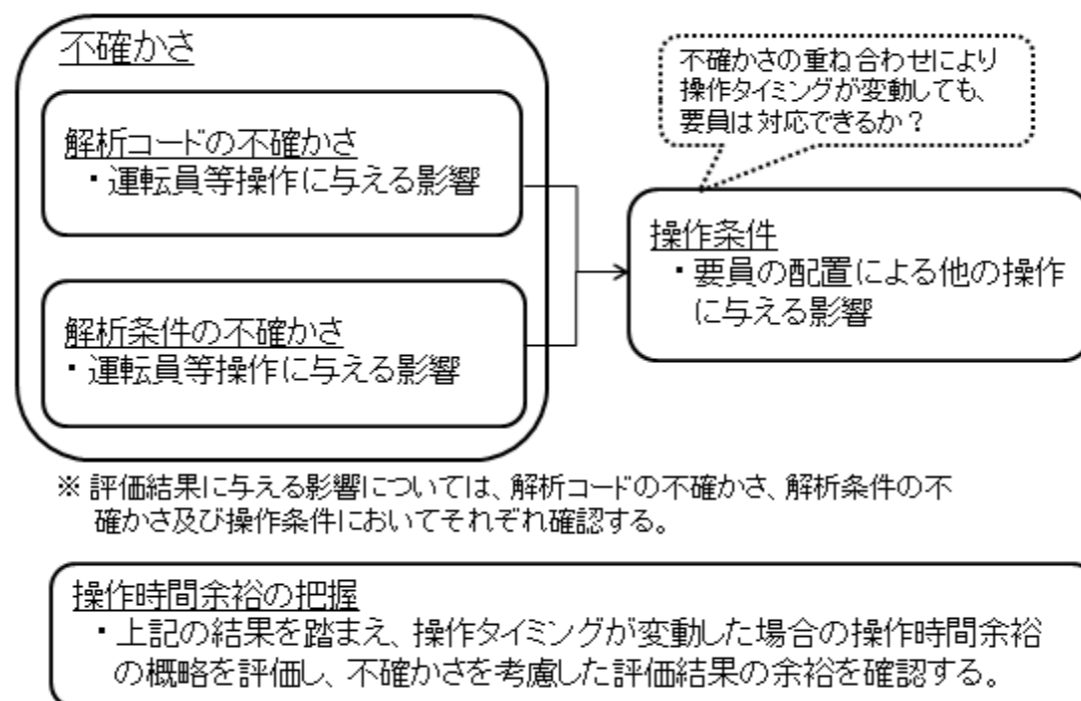 不確かさ
解析コードの不確かさ
・運転員等操作に与える影響
解析条件の不確かさ
・運転員等操作に与える影響
不確かさの重ね合わせにより
操作タイミングが変動しても、
要員は対応できるか？
操作条件
・要員の配置による他の操作
に与える影響
※ 評価結果に与える影響については、解析コードの不確かさ、解析条件の不
確かさ及び操作条件においてそれぞれ確認する。
操作時間余裕の把握
・上記の結果を踏まえ、操作タイミングが変動した場合の操作時間余裕
の概略を評価し、不確かさを考慮した評価結果の余裕を確認する。